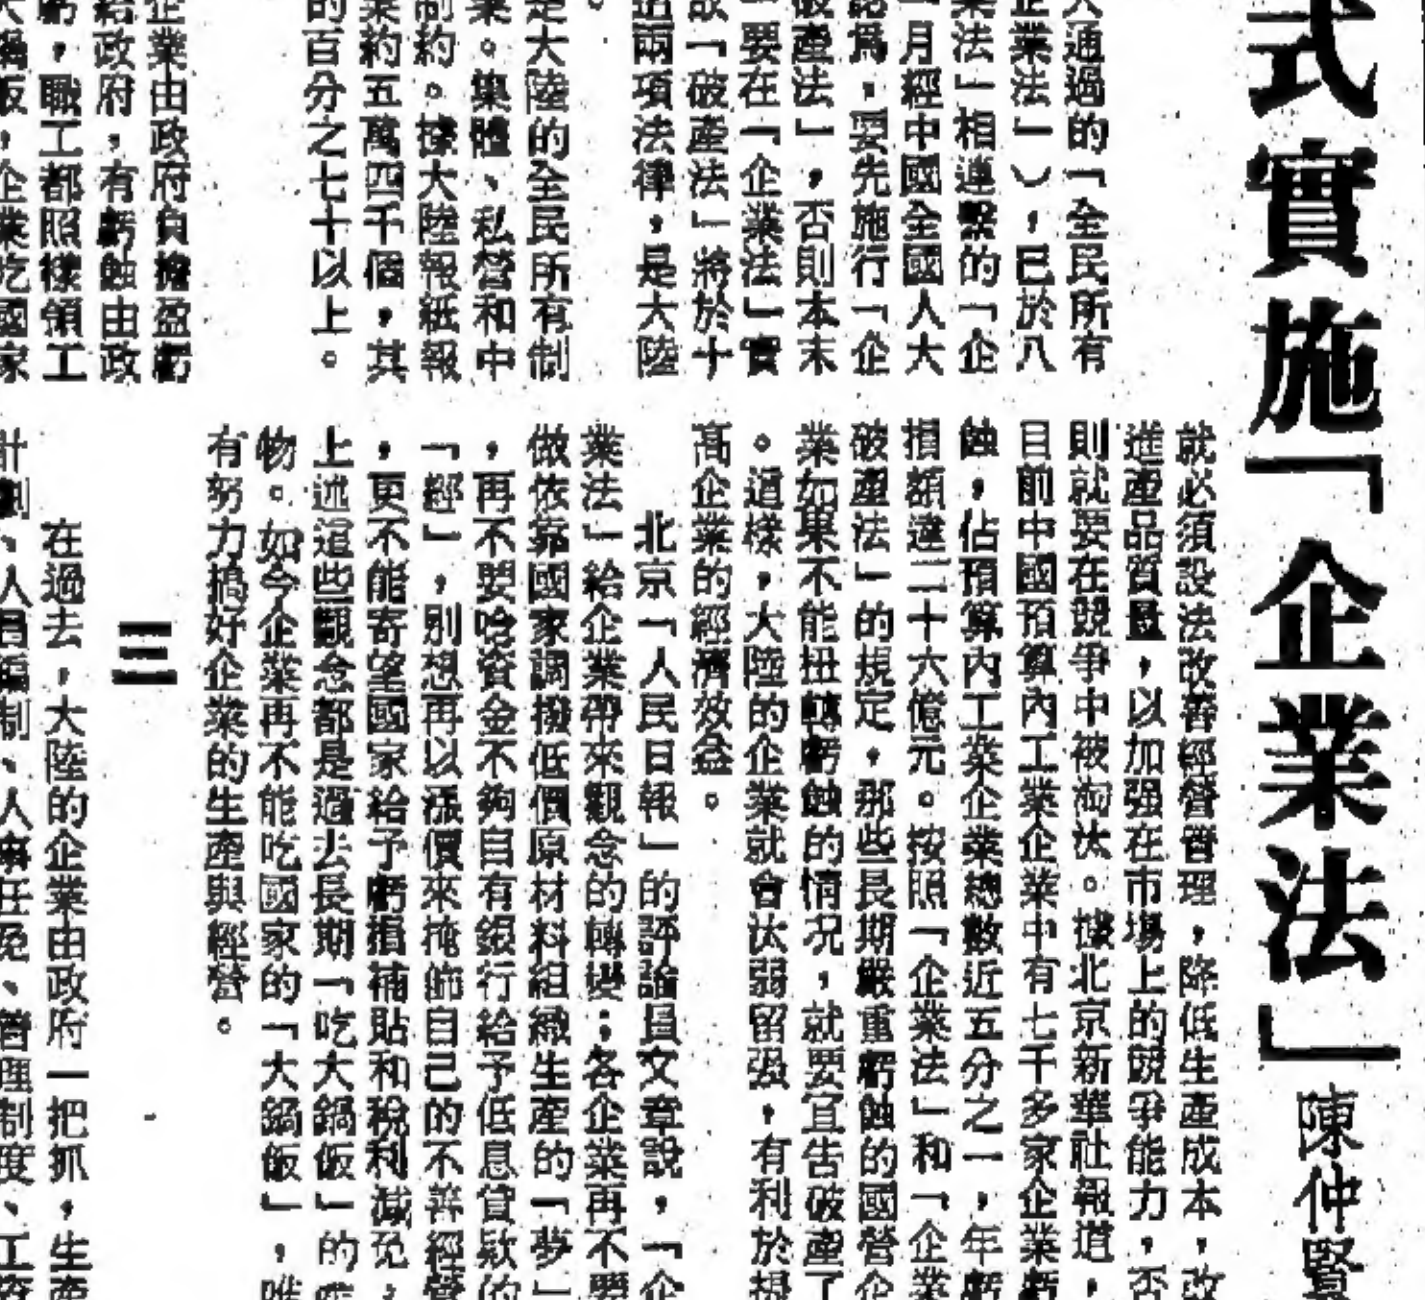 式實施「企業法」
陳仲賢
通過的「全民所有
企業法」），已於八
業法」相連繫的「企
月經中國全國人大
認為，要先施行「企
破產法」，否則本末
要在「企業法」實
故「破產法」將於十
這兩項法律，是大陸
。
是大陸的全民所有制
業。集體、私營和中
制約。據大陸報紙報
業約五萬四千個，其
的百分之七十以上。
企業由政府負擔盈虧
給政府，有虧蝕由政
虧，職工都照樣領工
大鍋飯，企業吃國家
就必須設法改善經營管理，降低生產成本，改
進產品質量，以加强在市場上的競爭能力，否
則就要在競爭中被淘汰。據北京新華社報道，
目前中國預算內工業企業中有七千多家企業虧
蝕，佔預算內工業企業總數近五分之一，年虧
損額達二十六億元。按照「企業法」和「企業
破產法」的規定，那些長期嚴重虧蝕的國營企
業如果不能扭轉虧蝕的情況，就要宣告破產了
。這樣，大陸的企業就會汰弱留强，有利於提
高企業的經濟效益。
北京「人民日報」的評論員文章說，「企
業法」給企業帶來觀念的轉變；各企業再不要
做依靠國家調撥低價原材料組織生產的「夢」
，再不要唸資金不夠自有銀行給予低息貸款的
「經」，別想再以漲價來掩飾自己的不善經營
，更不能寄望國家給予虧損補貼和稅利減免；
上述這些觀念都是過去長期「吃大鍋飯」的產
物。如今企業再不能吃國家的「大鍋飯」，唯
有努力搞好企業的生產與經營。
三
在過去，大陸的企業由政府一把抓，生產
計劃、人員編制、人事任免、管理制度、工資